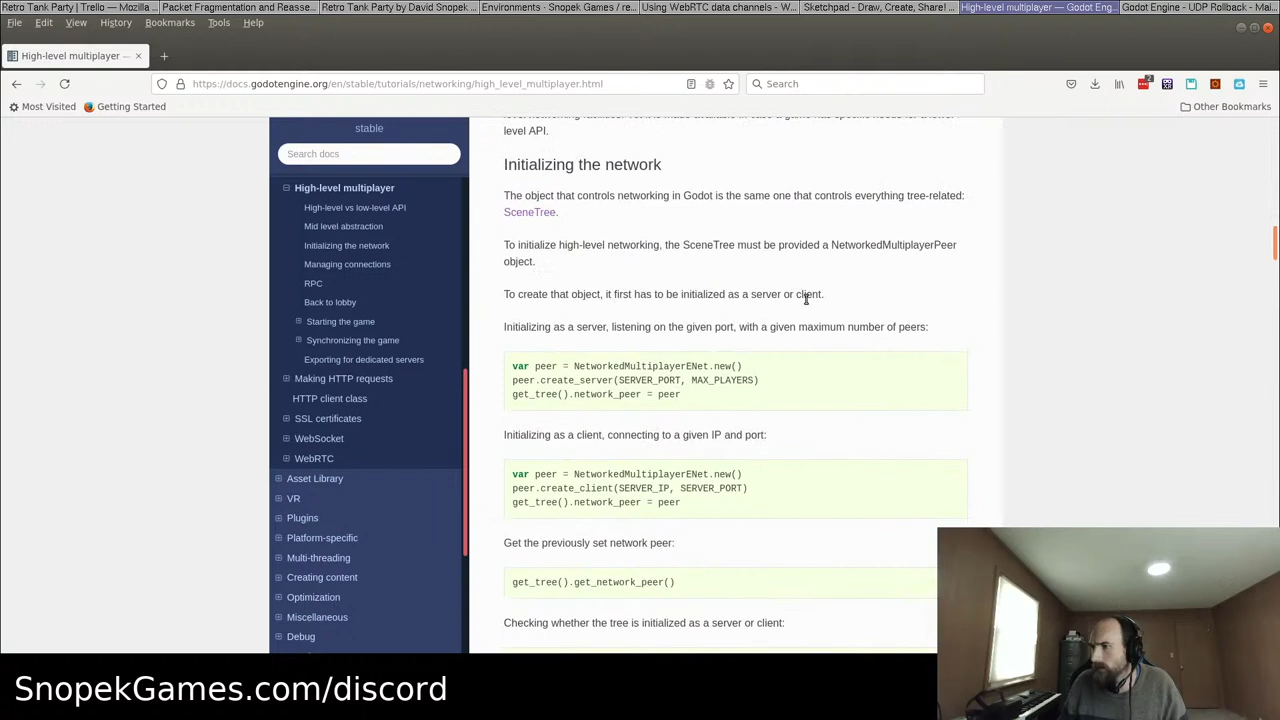 Retro Tank Party | Trello — Mozilla ...
Packet Fragmentation and Reasse...
Retro Tank Party by David Snopek ...
Environments · Snopek Games / re...
Using WebRTC data channels - W...
Sketchpad - Draw, Create, Share! ...
High-level multiplayer — Godot Eng...
Godot Engine - UDP Rollback - Mai...
File Edit View History Bookmarks Tools Help
High-level multiplayer —
https://docs.godotengine.org/en/stable/tutorials/networking/high_level_multiplayer.html
Search
2
Most Visited Getting Started
Other Bookmarks
stable
Search docs
High-level multiplayer
High-level vs low-level API
Mid level abstraction
Initializing the network
Managing connections
RPC
Back to lobby
Starting the game
Synchronizing the game
Exporting for dedicated servers
Making HTTP requests
HTTP client class
SSL certificates
WebSocket
WebRTC
Asset Library
VR
Plugins
Platform-specific
Multi-threading
Creating content
Optimization
Miscellaneous
Debug
level API.
Initializing the network
The object that controls networking in Godot is the same one that controls everything tree-related:
SceneTree.
To initialize high-level networking, the SceneTree must be provided a NetworkedMultiplayerPeer
object.
To create that object, it first has to be initialized as a server or client.
Initializing as a server, listening on the given port, with a given maximum number of peers:
var peer = NetworkedMultiplayerENet.new()
peer.create_server(SERVER_PORT, MAX_PLAYERS)
get_tree().network_peer = peer
Initializing as a client, connecting to a given IP and port:
var peer = NetworkedMultiplayerENet.new()
peer.create_client(SERVER_IP, SERVER_PORT)
get_tree().network_peer = peer
Get the previously set network peer:
get_tree().get_network_peer()
Checking whether the tree is initialized as a server or client:
SnopekGames.com/discord